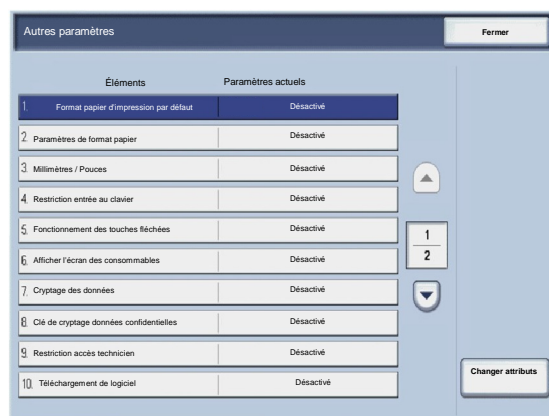 Autres paramètres
Fermer
Éléments Paramètres actuels
1. Format papier d'impression par défaut Désactivé
2. Paramètres de format papier Désactivé
3. Millimètres / Pouces Désactivé
4. Restriction entrée au clavier Désactivé
5. Fonctionnement des touches fléchées Désactivé
6. Afficher l'écran des consommables Désactivé
7. Cryptage des données Désactivé
8. Clé de cryptage données confidentielles Désactivé
9. Restriction accès technicien Désactivé
10. Téléchargement de logiciel Désactivé
1
2
Changer attributs